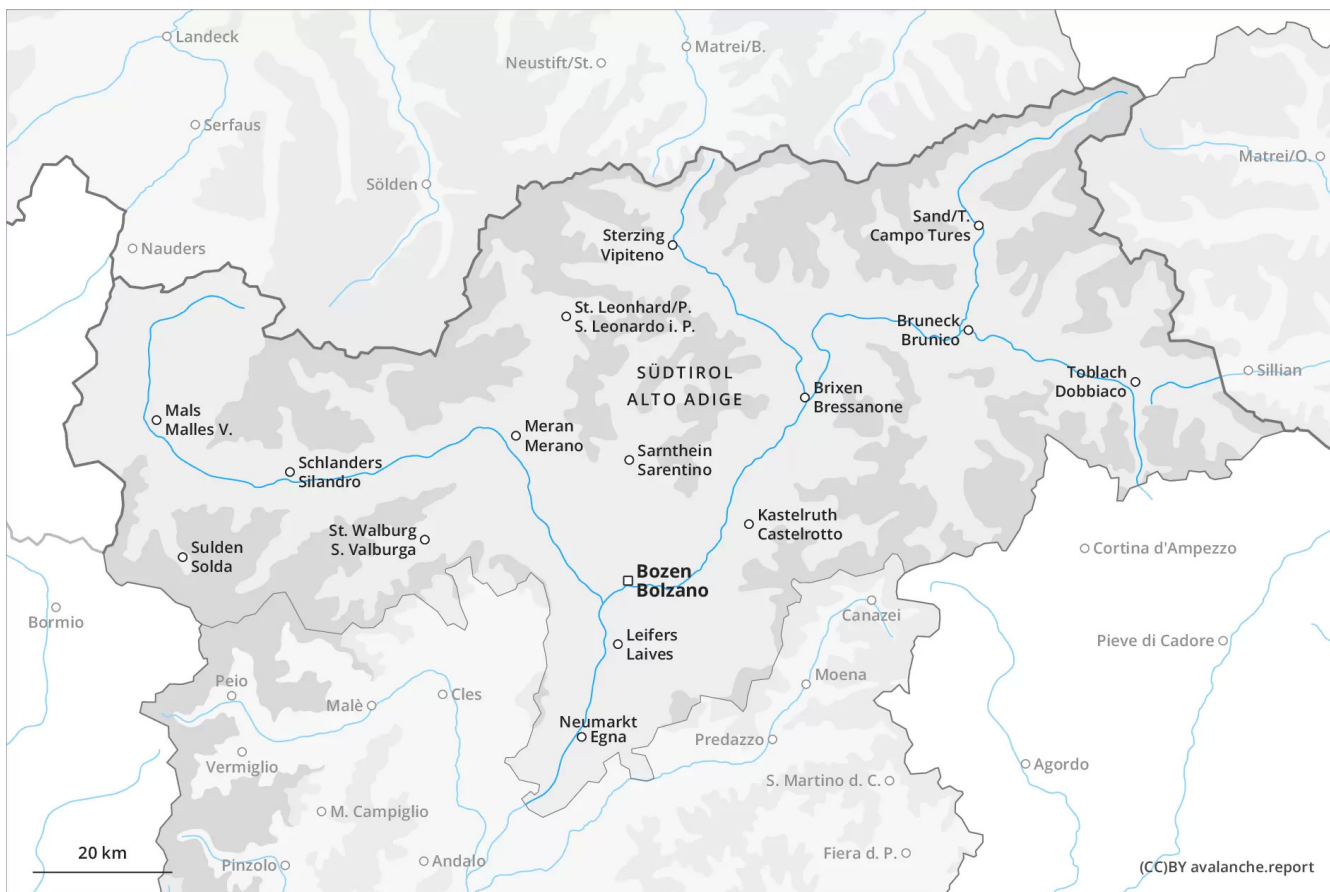 Landeck
Matrei/B.
Neustift/St.
Serfaus
Matrei/O.
Sölden
Sand/T.
Campo Tures
Nauders
Sterzing
Vipiteno
St. Leonhard/P.
S. Leonardo i. P.
Bruneck
Brunico
SÜDTIROL
ALTO ADIGE
Toblach
Dobbiaco
Sillian
Brixen
Bressanone
Mals
Malles V.
Meran
Merano
Schlanders
Silandro
Sarnthein
Sarentino
St. Walburg
S. Valburga
Kastelruth
Castelrotto
Sulden
Solda
Cortina d'Ampezzo
Bozen
Bolzano
Bormio
Canazei
Leifers
Laives
Pieve di Cadore
Peio
Malè
Cles
Moena
Neumarkt
Egna
Predazzo
Vermiglio
Agordo
S. Martino d. C.
M. Campiglio
20 km
Pinzolo
Andalo
Fiera d. P.
(CC)BY avalanche.report